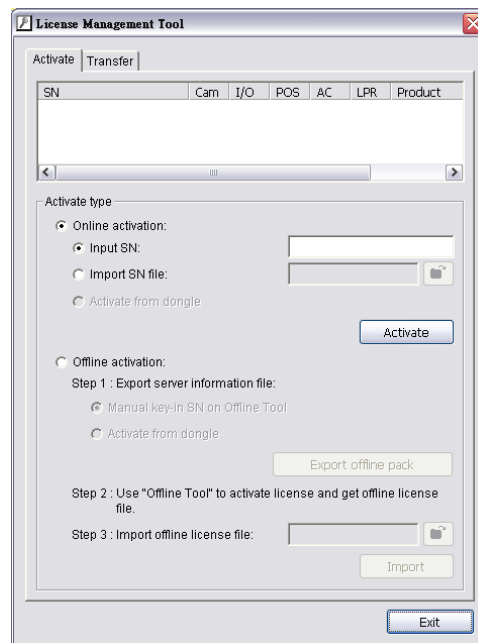 License Management Tool
Activate Transfer
SN Cam I/O POS AC LPR Product
Activate type
Online activation:
Input SN:
Import SN file:
Activate from dongle
Activate
Offline activation:
Step 1 : Export server information file:
Manual key-in SN on Offline Tool
Activate from dongle
Export offline pack
Step 2 : Use "Offline Tool" to activate license and get offline license
file.
Step 3 : Import offline license file:
Import
Exit